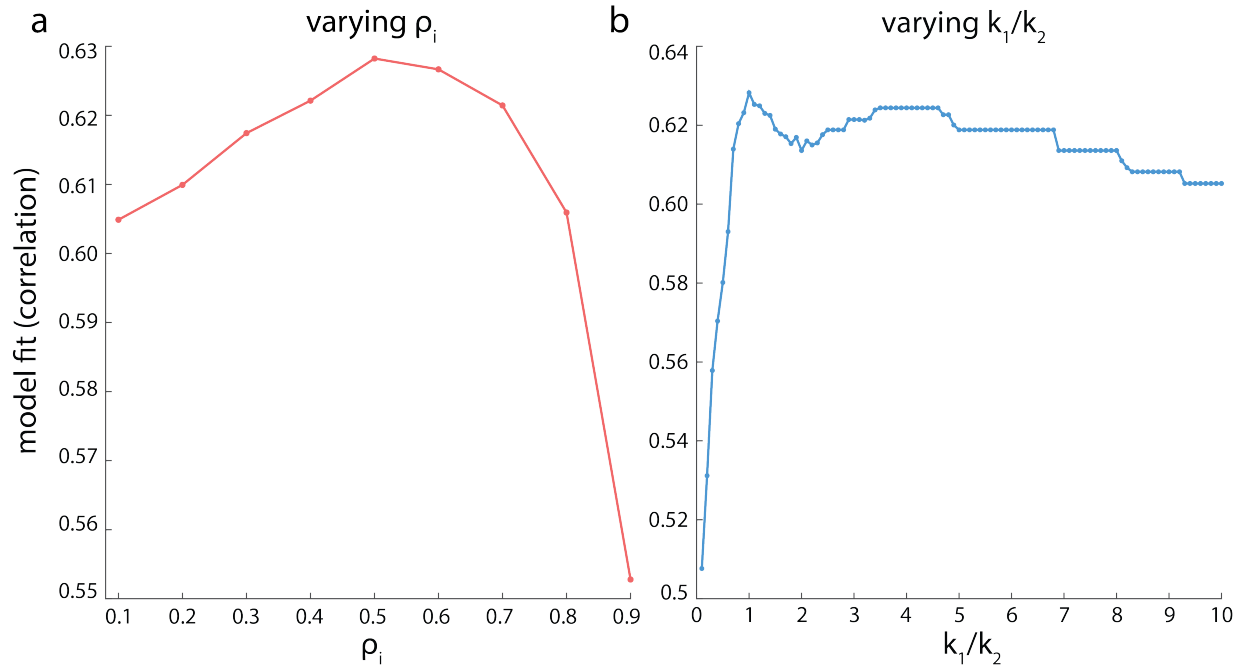 a
varying ρi
0.63
0.62
0.61
0.60
0.59
0.58
0.57
0.56
0.55
model fit (correlation)
0.1 0.2 0.3 0.4 0.5 0.6 0.7 0.8 0.9
ρi
b
varying k1/k2
0.64
0.62
0.60
0.58
0.56
0.54
0.52
0.5
0 1 2 3 4 5 6 7 8 9 10
k1/k2